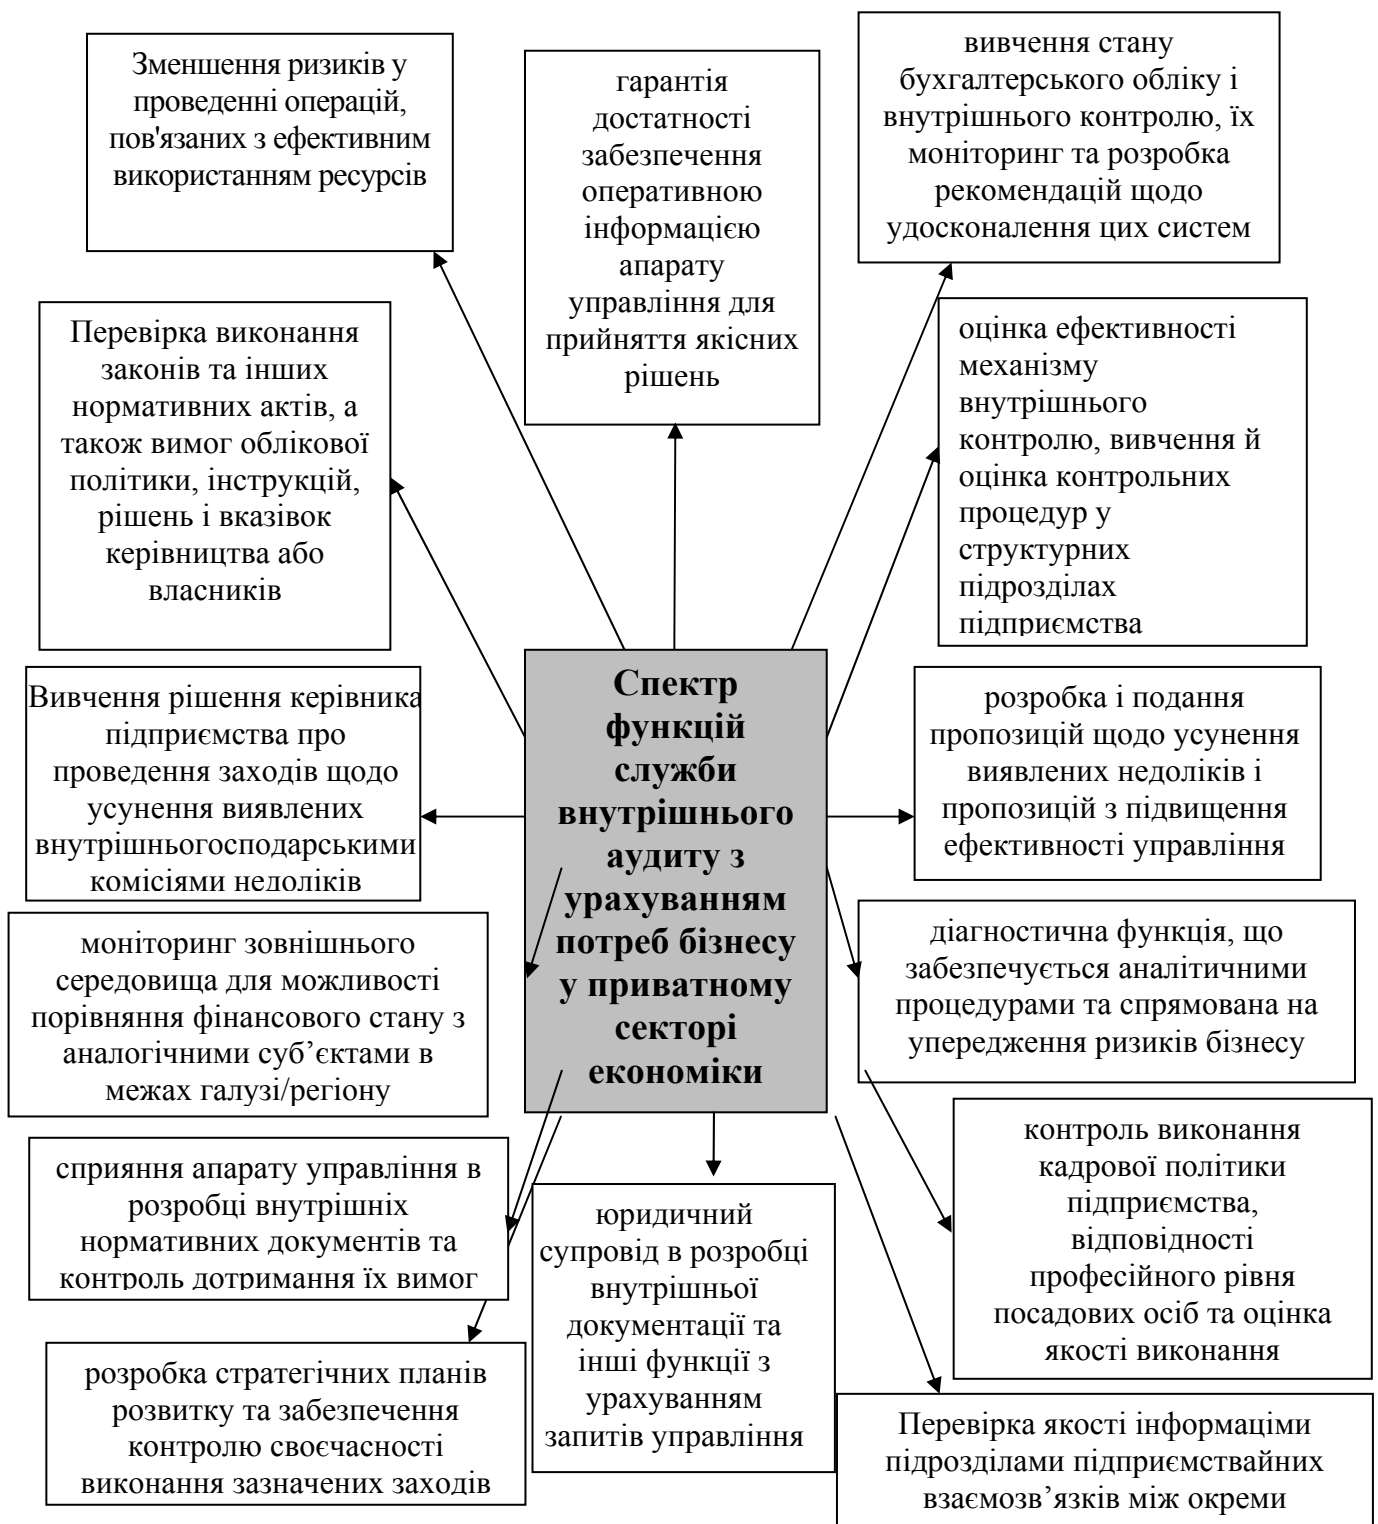 Зменшення ризиків у
проведенні операцій,
пов'язаних з ефективним
використанням ресурсів
гарантія
достатності
забезпечення
оперативною
інформацією
апарату
управління для
прийняття якісних
рішень
вивчення стану
бухгалтерського обліку і
внутрішнього контролю, їх
моніторинг та розробка
рекомендацій щодо
удосконалення цих систем
Перевірка виконання
законів та інших
нормативних актів, а
також вимог облікової
політики, інструкцій,
рішень і вказівок
керівництва або
власників
оцінка ефективності
механізму
внутрішнього
контролю, вивчення й
оцінка контрольних
процедур у
структурних
підрозділах
підприємства
Спектр
функцій
служби
внутрішнього
аудиту з
урахуванням
потреб бізнесу
у приватному
секторі
економіки
Вивчення рішення керівника
підприємства про
проведення заходів щодо
усунення виявлених
внутрішньогосподарськими
комісіями недоліків
розробка і подання
пропозицій щодо усунення
виявлених недоліків і
пропозицій з підвищення
ефективності управління
моніторинг зовнішнього
середовища для можливості
порівняння фінансового стану з
аналогічними суб’єктами в
межах галузі/регіону
діагностична функція, що
забезпечується аналітичними
процедурами та спрямована на
упередження ризиків бізнесу
сприяння апарату управління в
розробці внутрішніх
нормативних документів та
контроль дотримання їх вимог
юридичний
супровід в розробці
внутрішньої
документації та
інші функції з
урахуванням
запитів управління
контроль виконання
кадрової політики
підприємства,
відповідності
професійного рівня
посадових осіб та оцінка
якості виконання
розробка стратегічних планів
розвитку та забезпечення
контролю своєчасності
виконання зазначених заходів
Перевірка якості інформаціми
підрозділами підприємствайних
взаємозв’язків між окреми